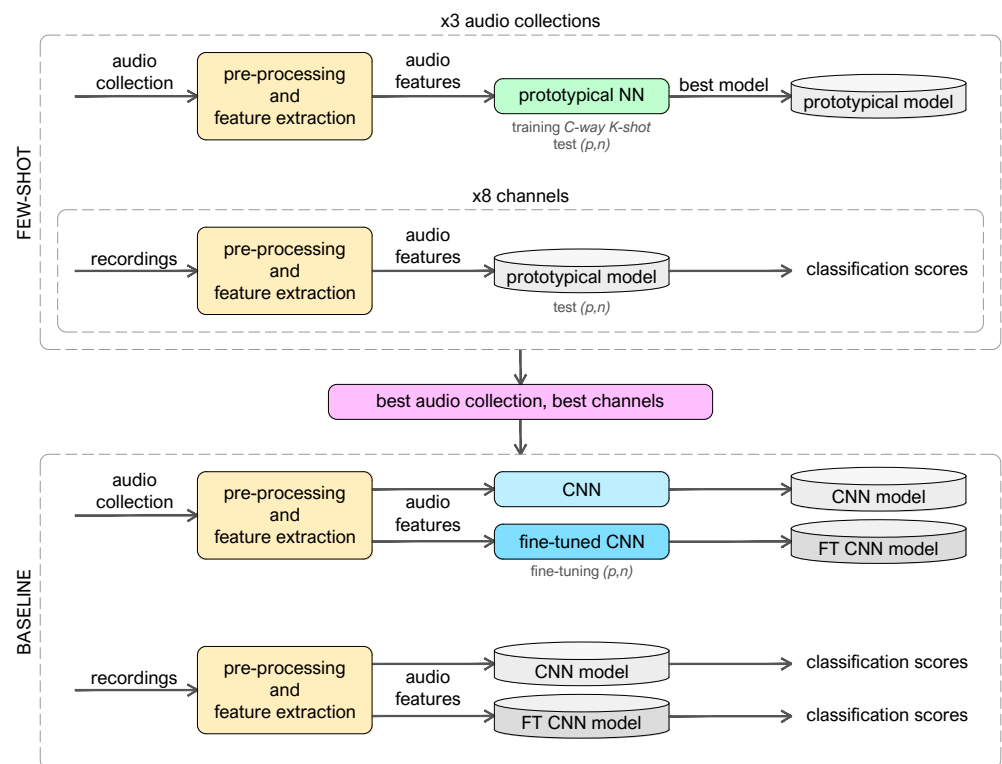 x3 audio collections
FEW-SHOT
audio
collection
pre-processing
and
feature extraction
audio
features
prototypical NN
training C-way K-shot
test (p,n)
best model
prototypical model
x8 channels
recordings
pre-processing
and
feature extraction
audio
features
prototypical model
test (p,n)
classification scores
best audio collection, best channels
BASELINE
audio
collection
pre-processing
and
feature extraction
audio
features
CNN
CNN model
fine-tuned CNN
fine-tuning (p,n)
FT CNN model
recordings
pre-processing
and
feature extraction
audio
features
CNN model
classification scores
FT CNN model
classification scores